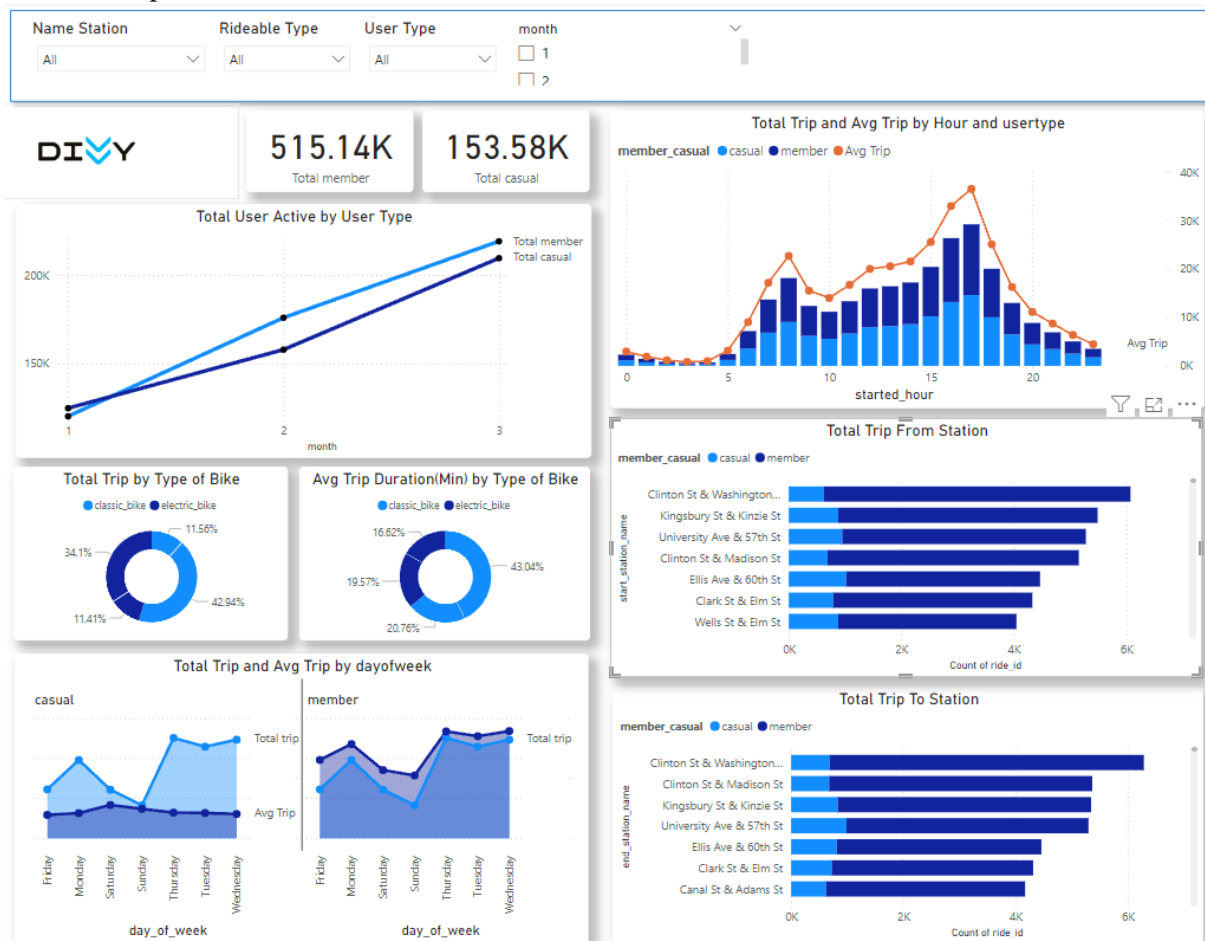 Name Station
Rideable Type
User Type
month
All
All
All
1
2
DIVVY
515.14K
Total member
153.58K
Total casual
Total User Active by User Type
Total member
Total casual
200K
150K
1
2
3
month
Total Trip by Type of Bike
classic_bike electric_bike
11.56%
34.1%
42.94%
11.41%
Avg Trip Duration(Min) by Type of Bike
classic_bike electric_bike
16.62%
43.04%
19.57%
20.76%
Total Trip and Avg Trip by dayofweek
casual
member
Total trip
Avg Trip
Total trip
Friday
Monday
Saturday
Sunday
Thursday
Tuesday
Wednesday
day_of_week
Friday
Monday
Saturday
Sunday
Thursday
Tuesday
Wednesday
day_of_week
Total Trip and Avg Trip by Hour and usertype
member_casual casual member Avg Trip
40K
30K
20K
10K
Avg Trip
0K
0 5 10 15 20
started_hour
Total Trip From Station
member_casual casual member
start_station_name
Clinton St & Washington...
Kingsbury St & Kinzie St
University Ave & 57th St
Clinton St & Madison St
Ellis Ave & 60th St
Clark St & Elm St
Wells St & Elm St
0K 2K 4K 6K
Count of ride_id
Total Trip To Station
member_casual casual member
end_station_name
Clinton St & Washington...
Clinton St & Madison St
Kingsbury St & Kinzie St
University Ave & 57th St
Ellis Ave & 60th St
Clark St & Elm St
Canal St & Adams St
0K 2K 4K 6K
Count of ride_id